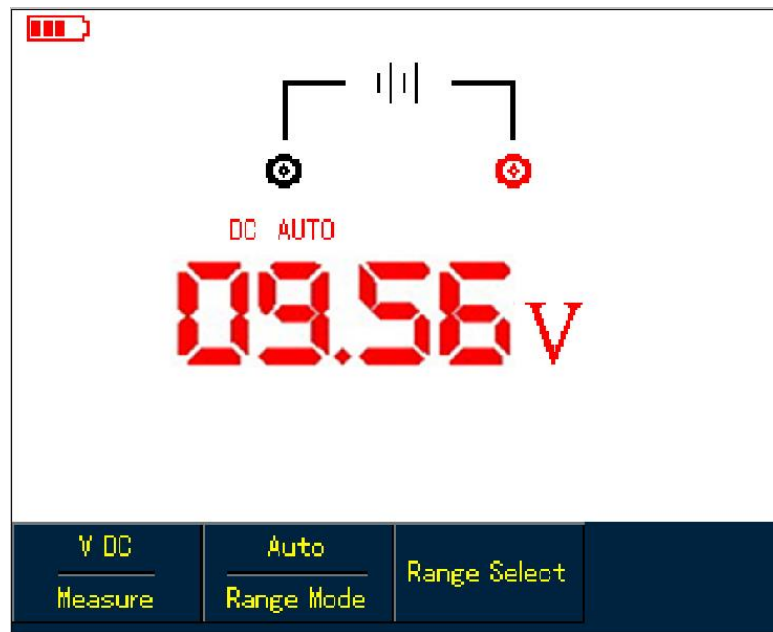 DC AUTO
09.56 V
V DC
Measure
Auto
Range Mode
Range Select